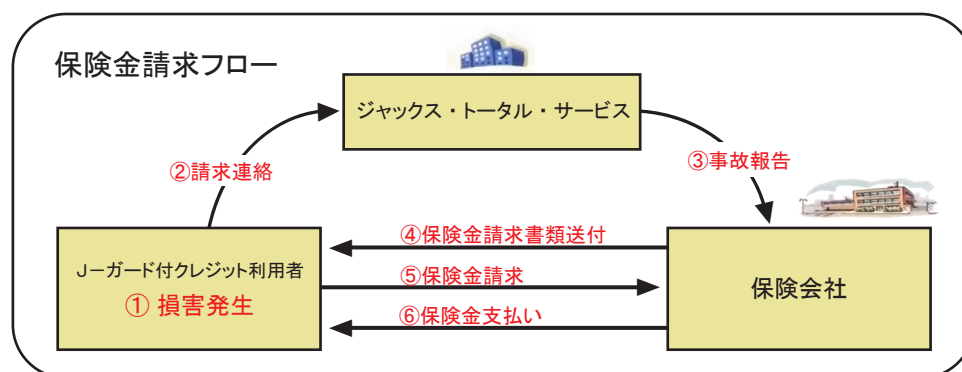 保険金請求フロー
ジャックス・トータル・サービス
②請求連絡
③事故報告
④保険金請求書類送付
J－ガード付クレジット利用者
① 損害発生
⑤保険金請求
保険会社
⑥保険金支払い